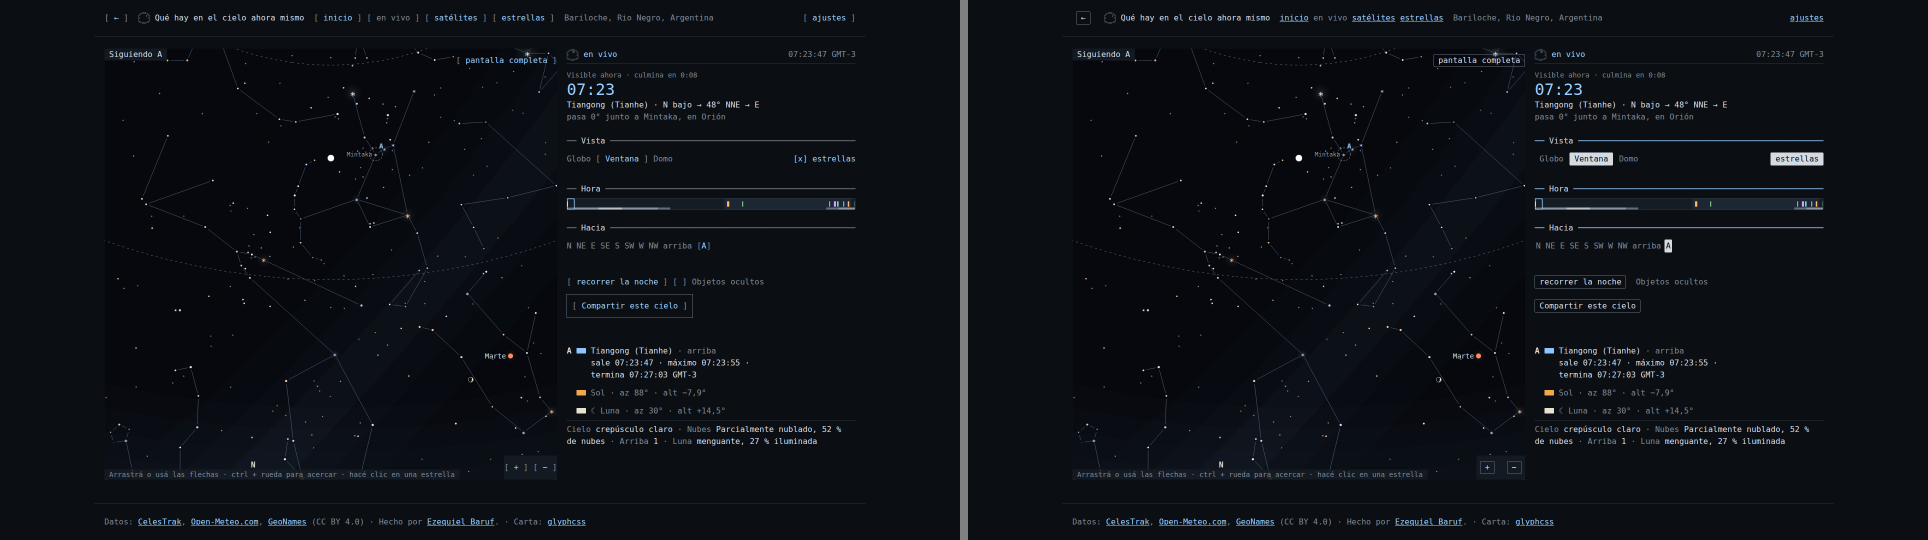 [ ← ] Qué hay en el cielo ahora mismo [ inicio ] [ en vivo ] [ satélites ] [ estrellas ] Bariloche, Río Negro, Argentina [ ajustes ]
Siguiendo A
[ pantalla completa ]
Mintaka
A
Marte
N
Arrastrá o usá las flechas · ctrl + rueda para acercar · hacé clic en una estrella
[ + ] [ − ]
en vivo 07:23:47 GMT-3
Visible ahora · culmina en 0:08
07:23
Tiangong (Tianhe) · N bajo → 48° NNE → E
pasa 0° junto a Mintaka, en Orión
Vista
Globo [ Ventana ] Domo [x] estrellas
Hora
Hacia
N NE E SE S SW W NW arriba [A]
[ recorrer la noche ] [ ] Objetos ocultos
[ Compartir este cielo ]
A Tiangong (Tianhe) · arriba
sale 07:23:47 · máximo 07:23:55 ·
termina 07:27:03 GMT-3
Sol · az 88° · alt −7,9°
☾ Luna · az 30° · alt +14,5°
Cielo crepúsculo claro · Nubes Parcialmente nublado, 52 %
de nubes · Arriba 1 · Luna menguante, 27 % iluminada
Datos: CelesTrak, Open-Meteo.com, GeoNames (CC BY 4.0) · Hecho por Ezequiel Baruf. · Carta: glyphcss
← Qué hay en el cielo ahora mismo inicio en vivo satélites estrellas Bariloche, Río Negro, Argentina ajustes
Siguiendo A
pantalla completa
Mintaka
A
Marte
N
Arrastrá o usá las flechas · ctrl + rueda para acercar · hacé clic en una estrella
+ −
en vivo 07:23:47 GMT-3
Visible ahora · culmina en 0:08
07:23
Tiangong (Tianhe) · N bajo → 48° NNE → E
pasa 0° junto a Mintaka, en Orión
Vista
Globo Ventana Domo estrellas
Hora
Hacia
N NE E SE S SW W NW arriba A
recorrer la noche Objetos ocultos
Compartir este cielo
A Tiangong (Tianhe) · arriba
sale 07:23:47 · máximo 07:23:55 ·
termina 07:27:03 GMT-3
Sol · az 88° · alt −7,9°
☾ Luna · az 30° · alt +14,5°
Cielo crepúsculo claro · Nubes Parcialmente nublado, 52 %
de nubes · Arriba 1 · Luna menguante, 27 % iluminada
Datos: CelesTrak, Open-Meteo.com, GeoNames (CC BY 4.0) · Hecho por Ezequiel Baruf. · Carta: glyphcss